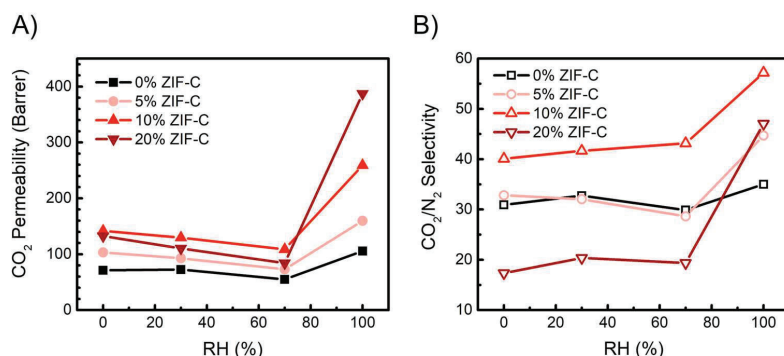 A)
CO2 Permeability (Barrer)
400
300
200
100
0
0% ZIF-C
5% ZIF-C
10% ZIF-C
20% ZIF-C
0 20 40 60 80 100
RH (%)
B)
CO2/N2 Selectivity
60
50
40
30
20
10
0% ZIF-C
5% ZIF-C
10% ZIF-C
20% ZIF-C
0 20 40 60 80 100
RH (%)